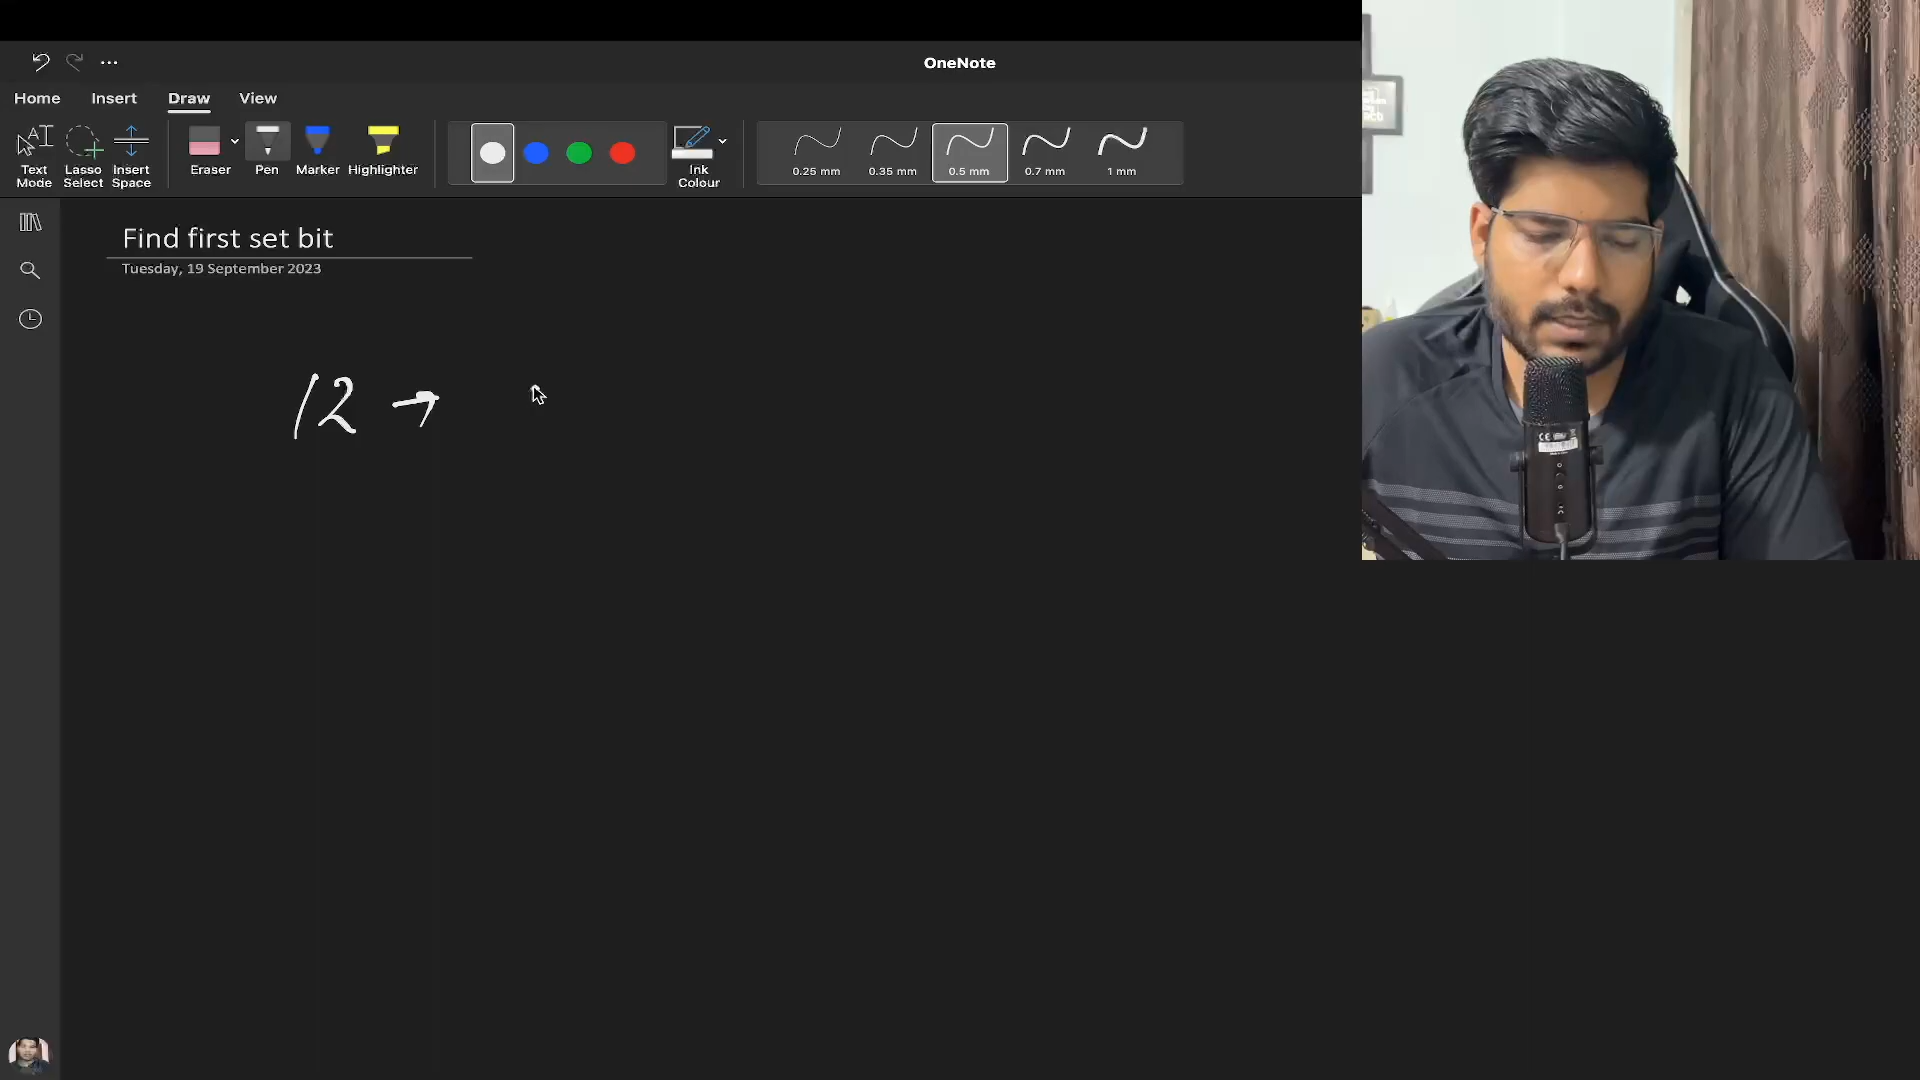 OneNote
Home Insert Draw View
Text Mode
Lasso Select
Insert Space
Eraser
Pen
Marker
Highlighter
Ink Colour
0.25 mm
0.35 mm
0.5 mm
0.7 mm
1 mm
Find first set bit
Tuesday, 19 September 2023
12 →